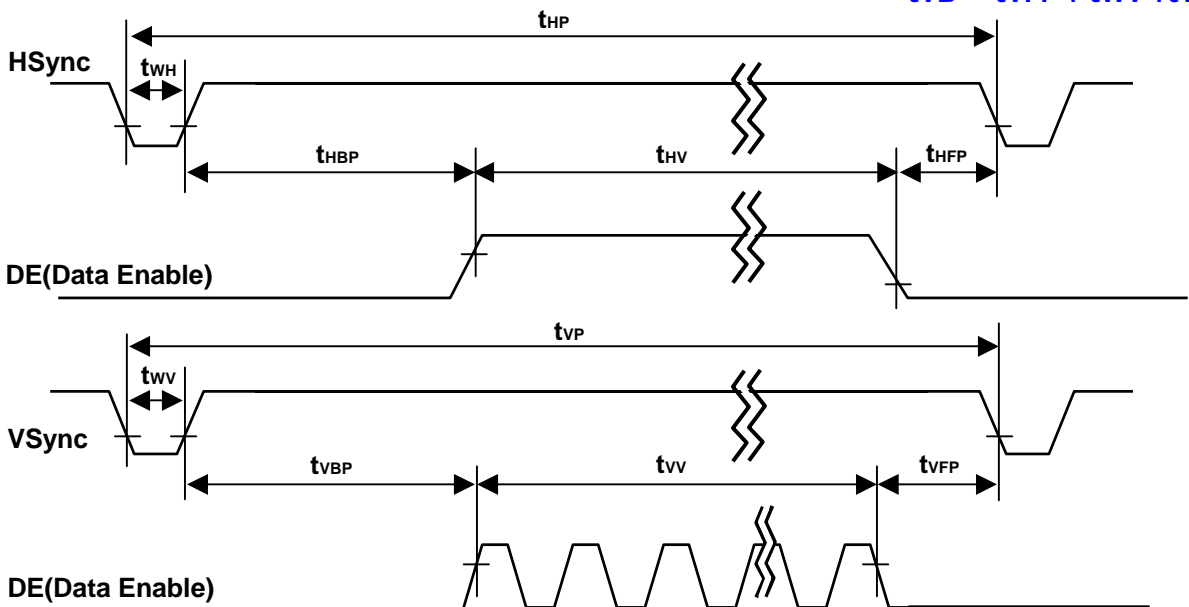 tHP
HSync
tWH
tHBP
tHV
tHFP
DE(Data Enable)
tVP
tWV
VSync
tVBP
tVV
tVFP
DE(Data Enable)